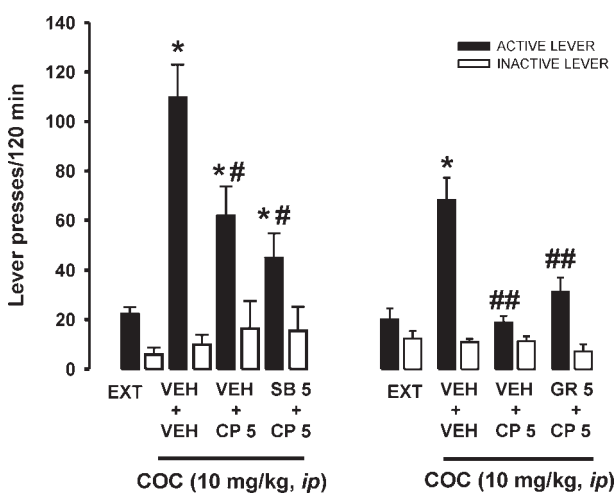 140
120
100
80
60
40
20
0
Lever presses/120 min
ACTIVE LEVER
INACTIVE LEVER
*
*#
*#
*
##
##
EXT VEH VEH SB 5
+ + +
VEH CP 5 CP 5
COC (10 mg/kg, ip)
EXT VEH VEH GR 5
+ + +
VEH CP 5 CP 5
COC (10 mg/kg, ip)